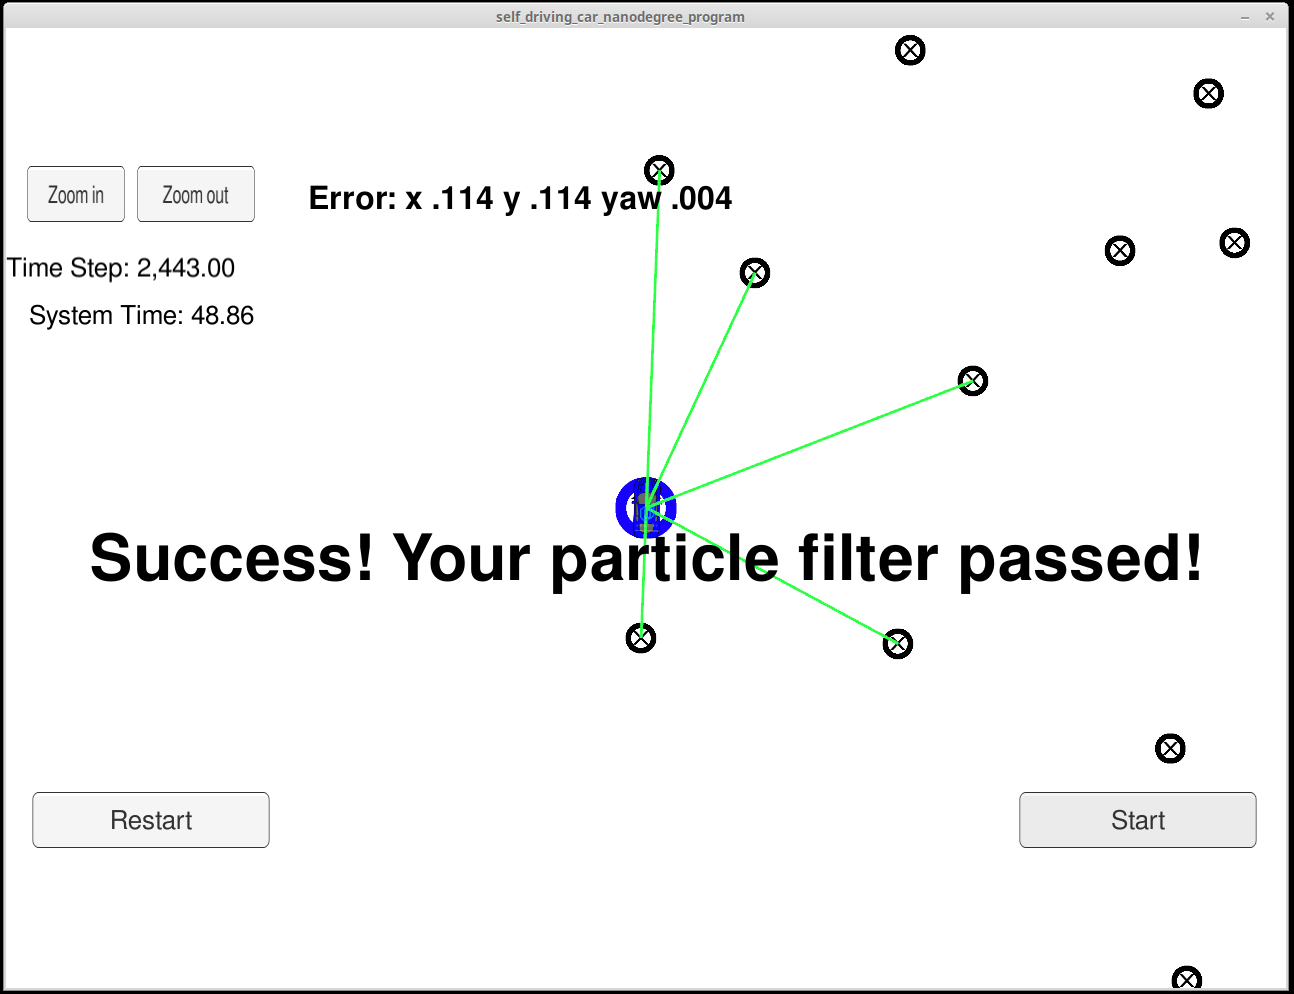 self_driving_car_nanodegree_program
Zoom in
Zoom out
Error: x .114 y .114 yaw .004
Time Step: 2,443.00
System Time: 48.86
Success! Your particle filter passed!
Restart
Start